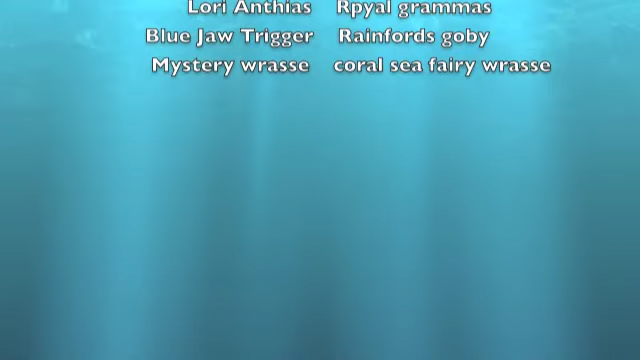 Lori Anthias Rpyal grammas
Blue Jaw Trigger Rainfords goby
Mystery wrasse coral sea fairy wrasse